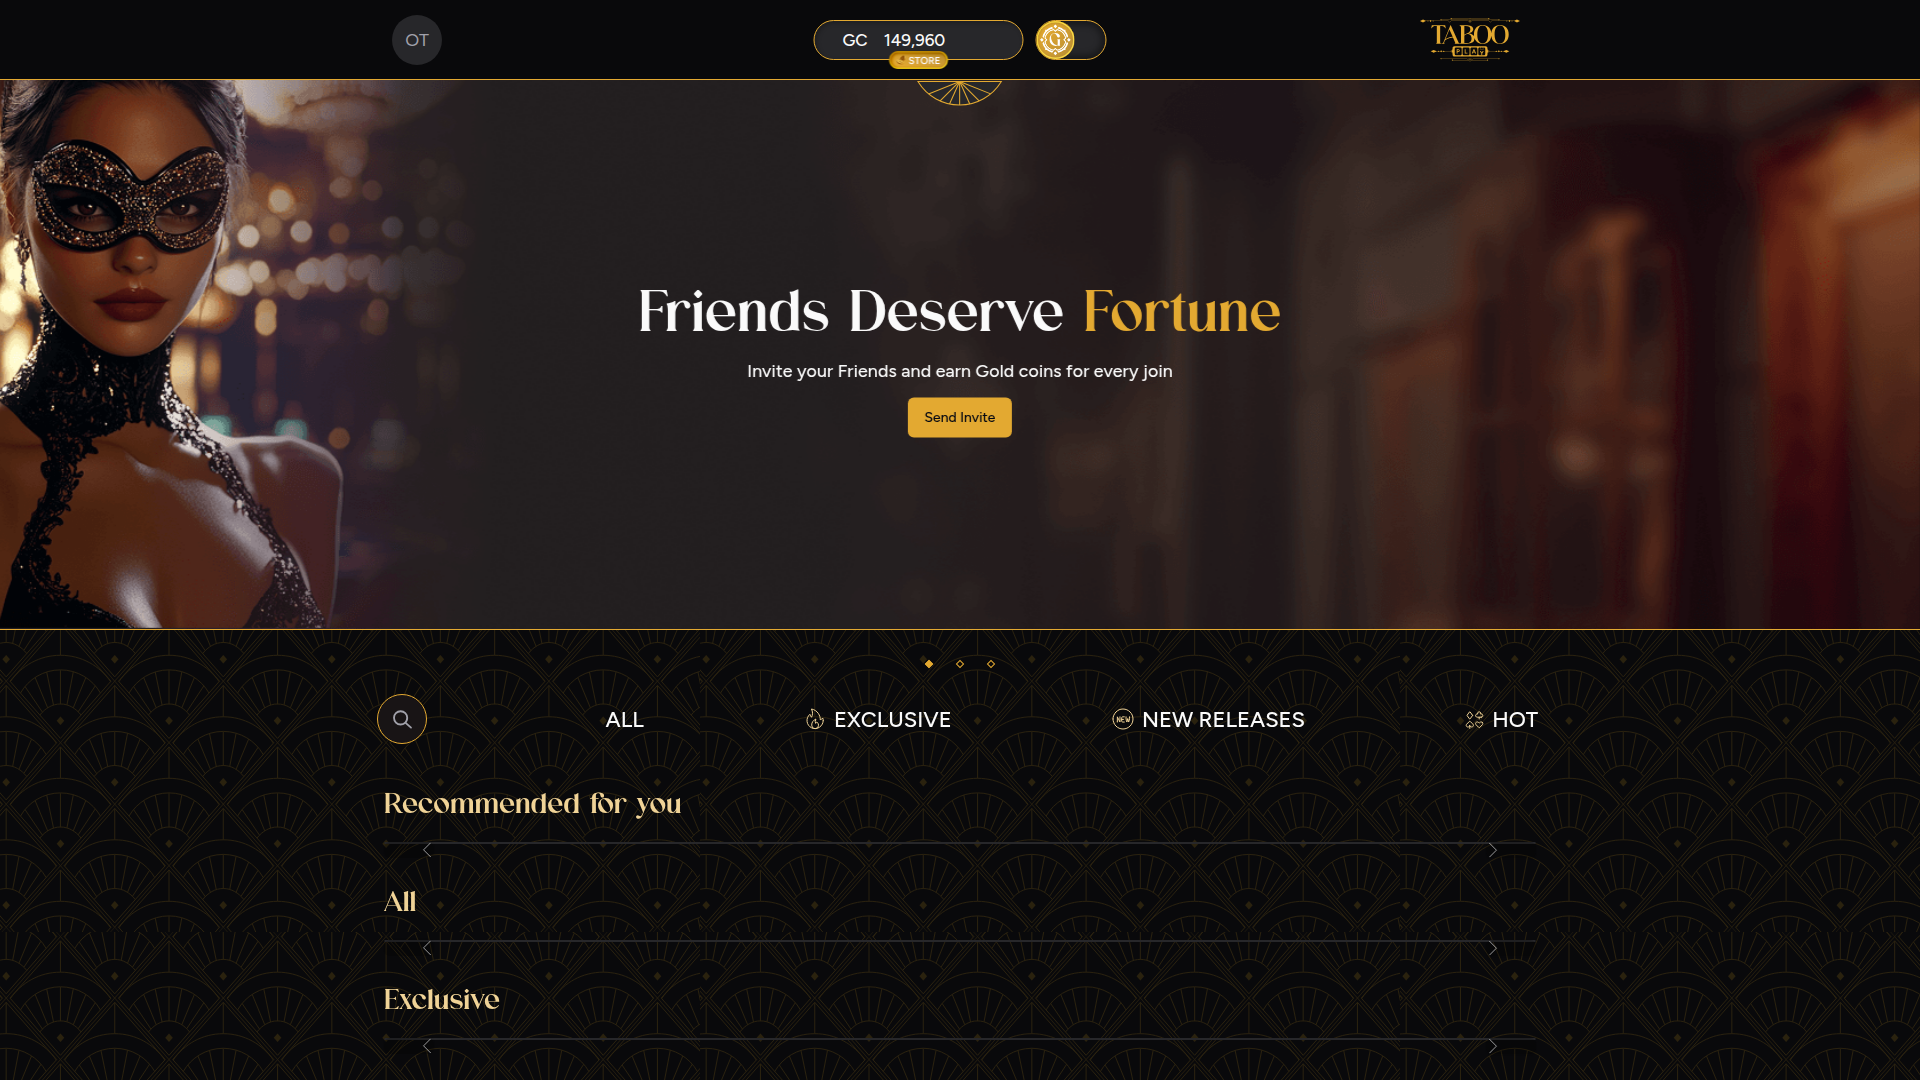 OT
GC 149,960
STORE
G
TABOO
PLAY
Friends Deserve Fortune
Invite your Friends and earn Gold coins for every join
Send Invite
ALL
EXCLUSIVE
NEW
NEW RELEASES
HOT
Recommended for you
All
Exclusive